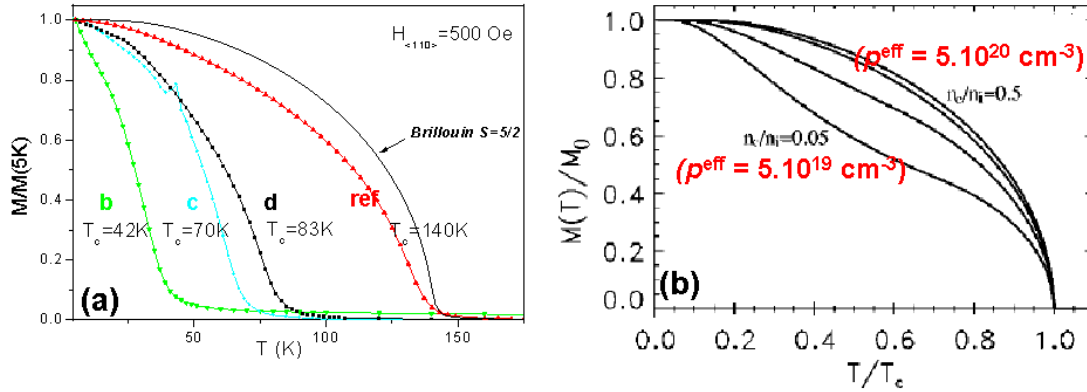 1.0
0.8
0.6
0.4
0.2
0.0
M/M(5K)
H<110>=500 Oe
Brillouin S=5/2
b
c
d
ref
Tc=42K
Tc=70K
Tc=83K
Tc=140K
(a)
50
100
150
T (K)
1.0
0.8
0.6
0.4
0.2
0.0
M(T)/M0
(peff = 5.10²⁰ cm⁻³)
nc/ni=0.5
nc/ni=0.05
(peff = 5.10¹⁹ cm⁻³)
(b)
0.0
0.2
0.4
0.6
0.8
1.0
T/Tc